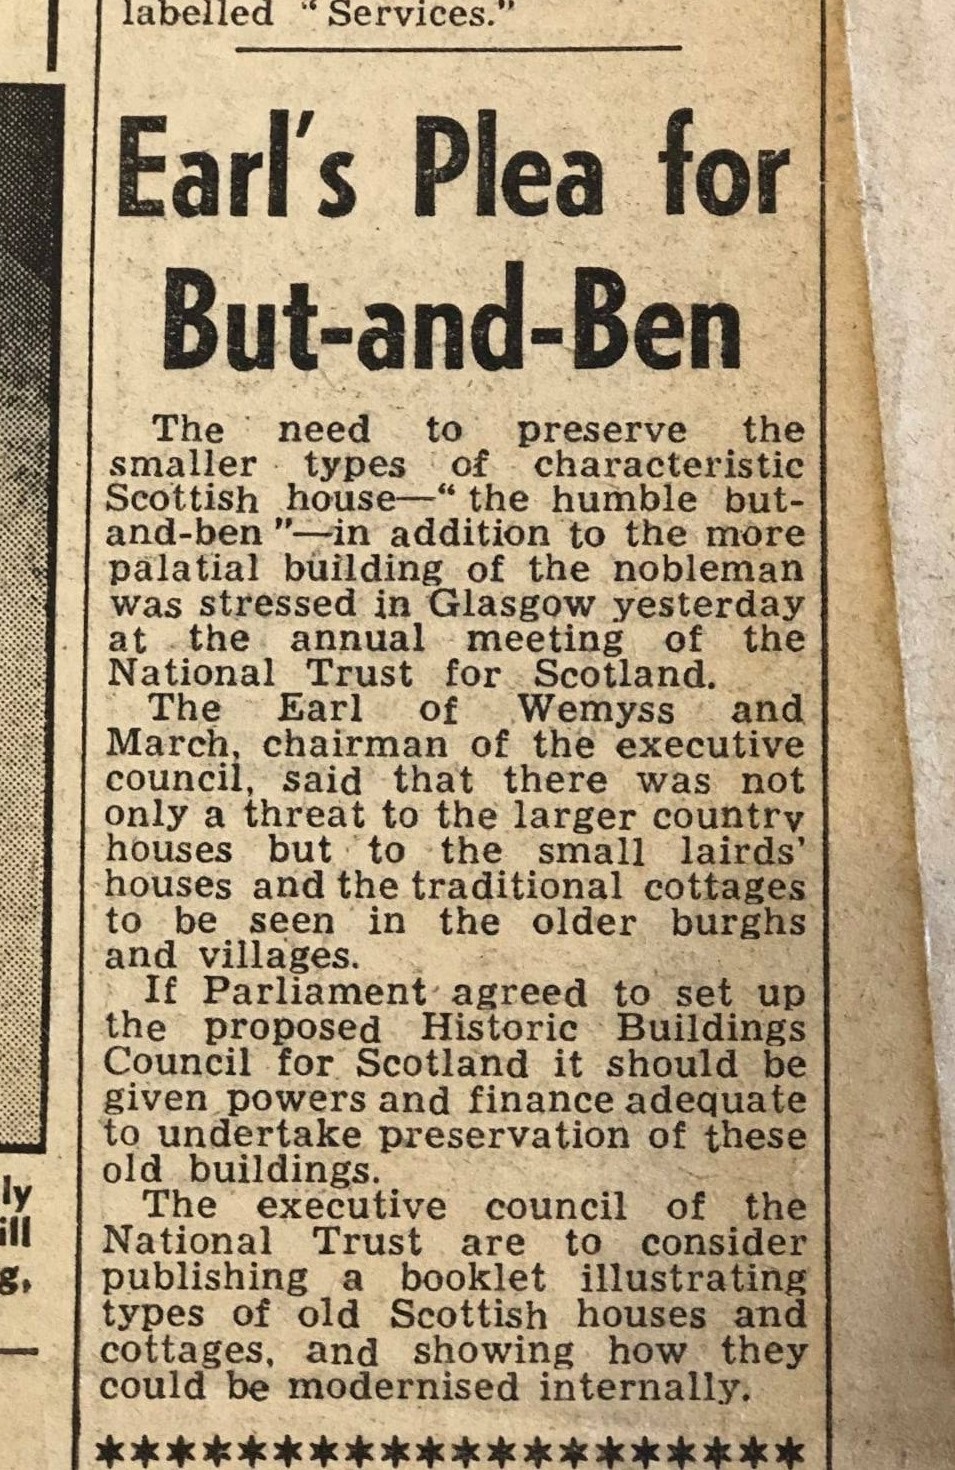 labelled “ Services.”
Earl's Plea for
But-and-Ben
The need to preserve the
smaller types of characteristic
Scottish house—“ the humble but-
and-ben ”—in addition to the more
palatial building of the nobleman
was stressed in Glasgow yesterday
at the annual meeting of the
National Trust for Scotland.
The Earl of Wemyss and
March, chairman of the executive
council, said that there was not
only a threat to the larger country
houses but to the small lairds'
houses and the traditional cottages
to be seen in the older burghs
and villages.
If Parliament agreed to set up
the proposed Historic Buildings
Council for Scotland it should be
given powers and finance adequate
to undertake preservation of these
old buildings.
The executive council of the
National Trust are to consider
publishing a booklet illustrating
types of old Scottish houses and
cottages, and showing how they
could be modernised internally.
ly
ill
g,